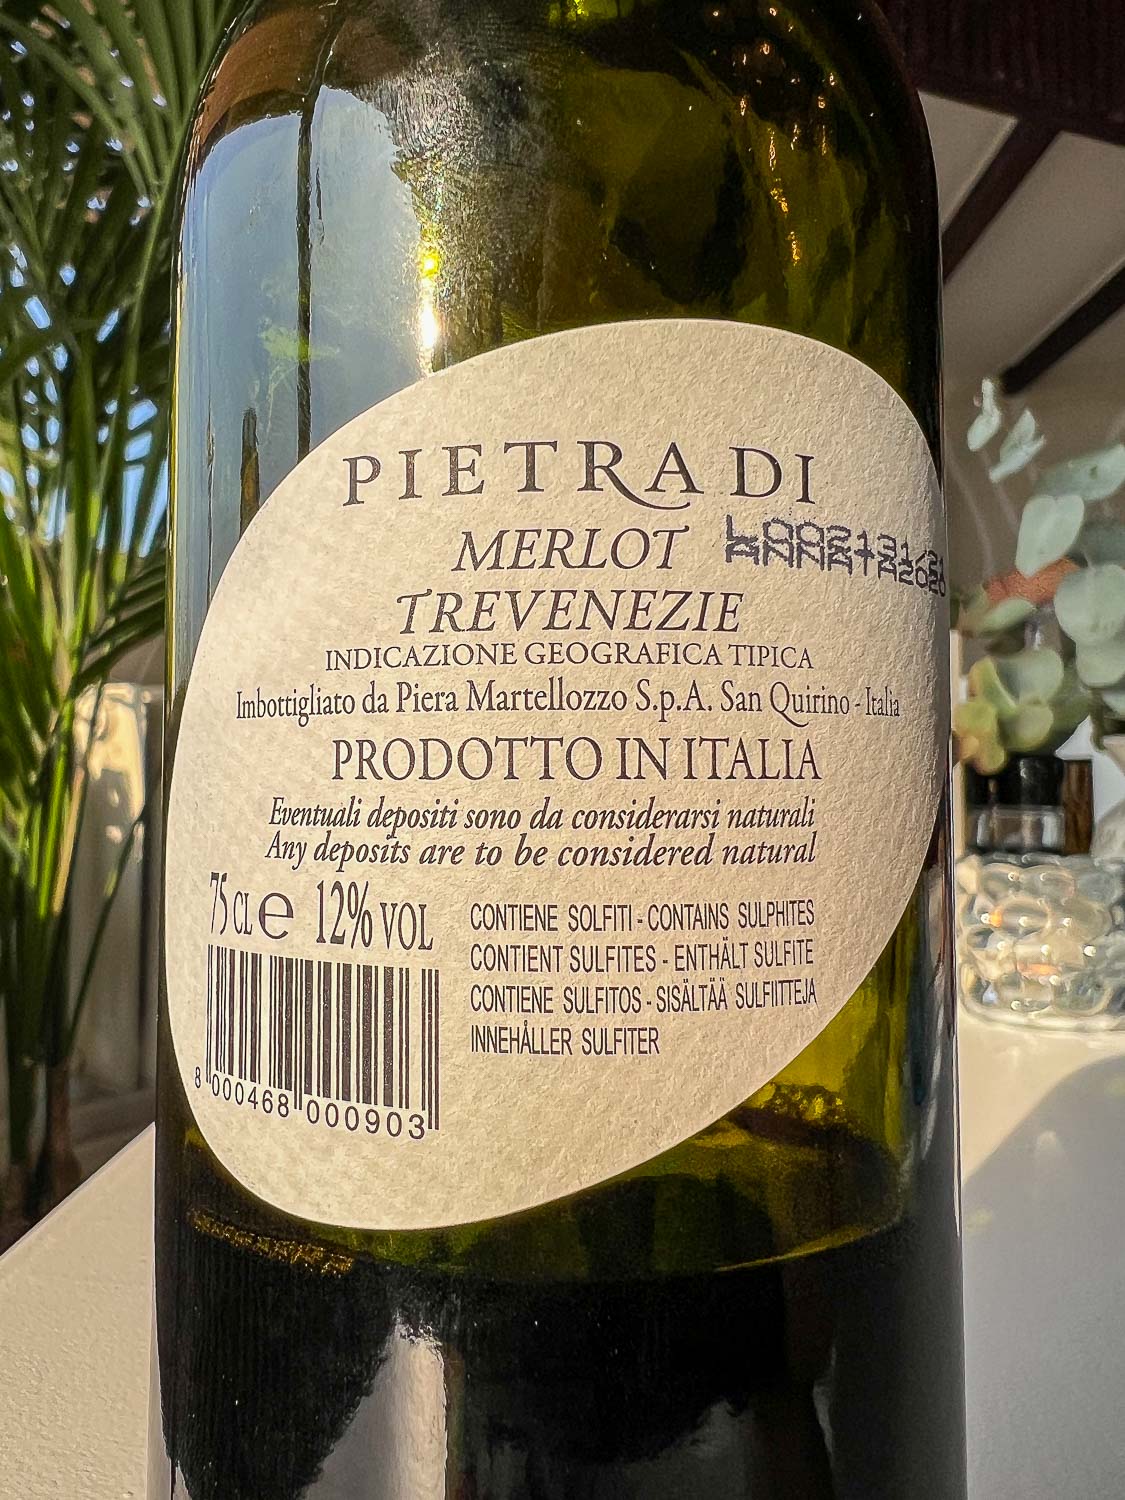 PIETRA DI
MERLOT
TREVENEZIE
INDICAZIONE GEOGRAFICA TIPICA
Imbottigliato da Piera Martellozzo S.p.A. San Quirino - Italia
PRODOTTO IN ITALIA
Eventuali depositi sono da considerarsi naturali
Any deposits are to be considered natural
75 CL e 12% VOL
CONTIENE SOLFITI - CONTAINS SULPHITES
CONTIENT SULFITES - ENTHÄLT SULFITE
CONTIENE SULFITOS - SISÄLTÄÄ SULFIITTEJA
INNEHÅLLER SULFITER
8 000468 000903